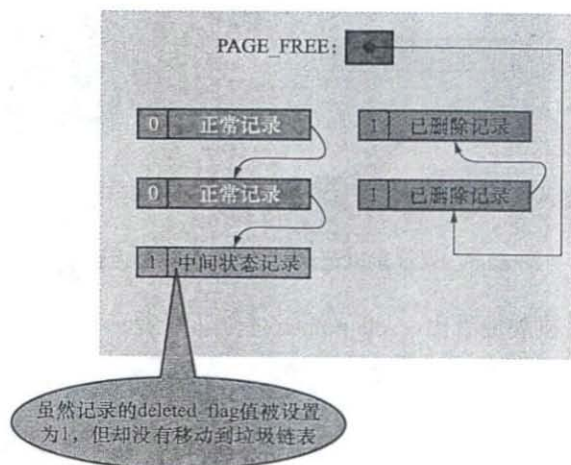 PAGE_FREE:
0 正常记录
1 已删除记录
0 正常记录
1 已删除记录
1 中间状态记录
虽然记录的deleted_flag值被设置
为1，但却没有移动到垃圾链表